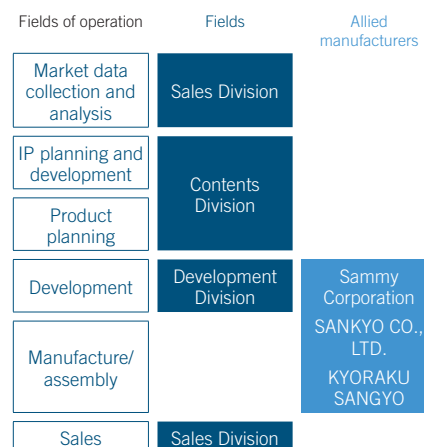 Fields of operation
Fields
Allied
manufacturers
Market data
collection and
analysis
Sales Division
IP planning and
development
Contents
Division
Product
planning
Development
Development
Division
Sammy
Corporation
SANKYO CO.,
LTD.
KYORAKU
SANGYO
Manufacture/
assembly
Sales
Sales Division